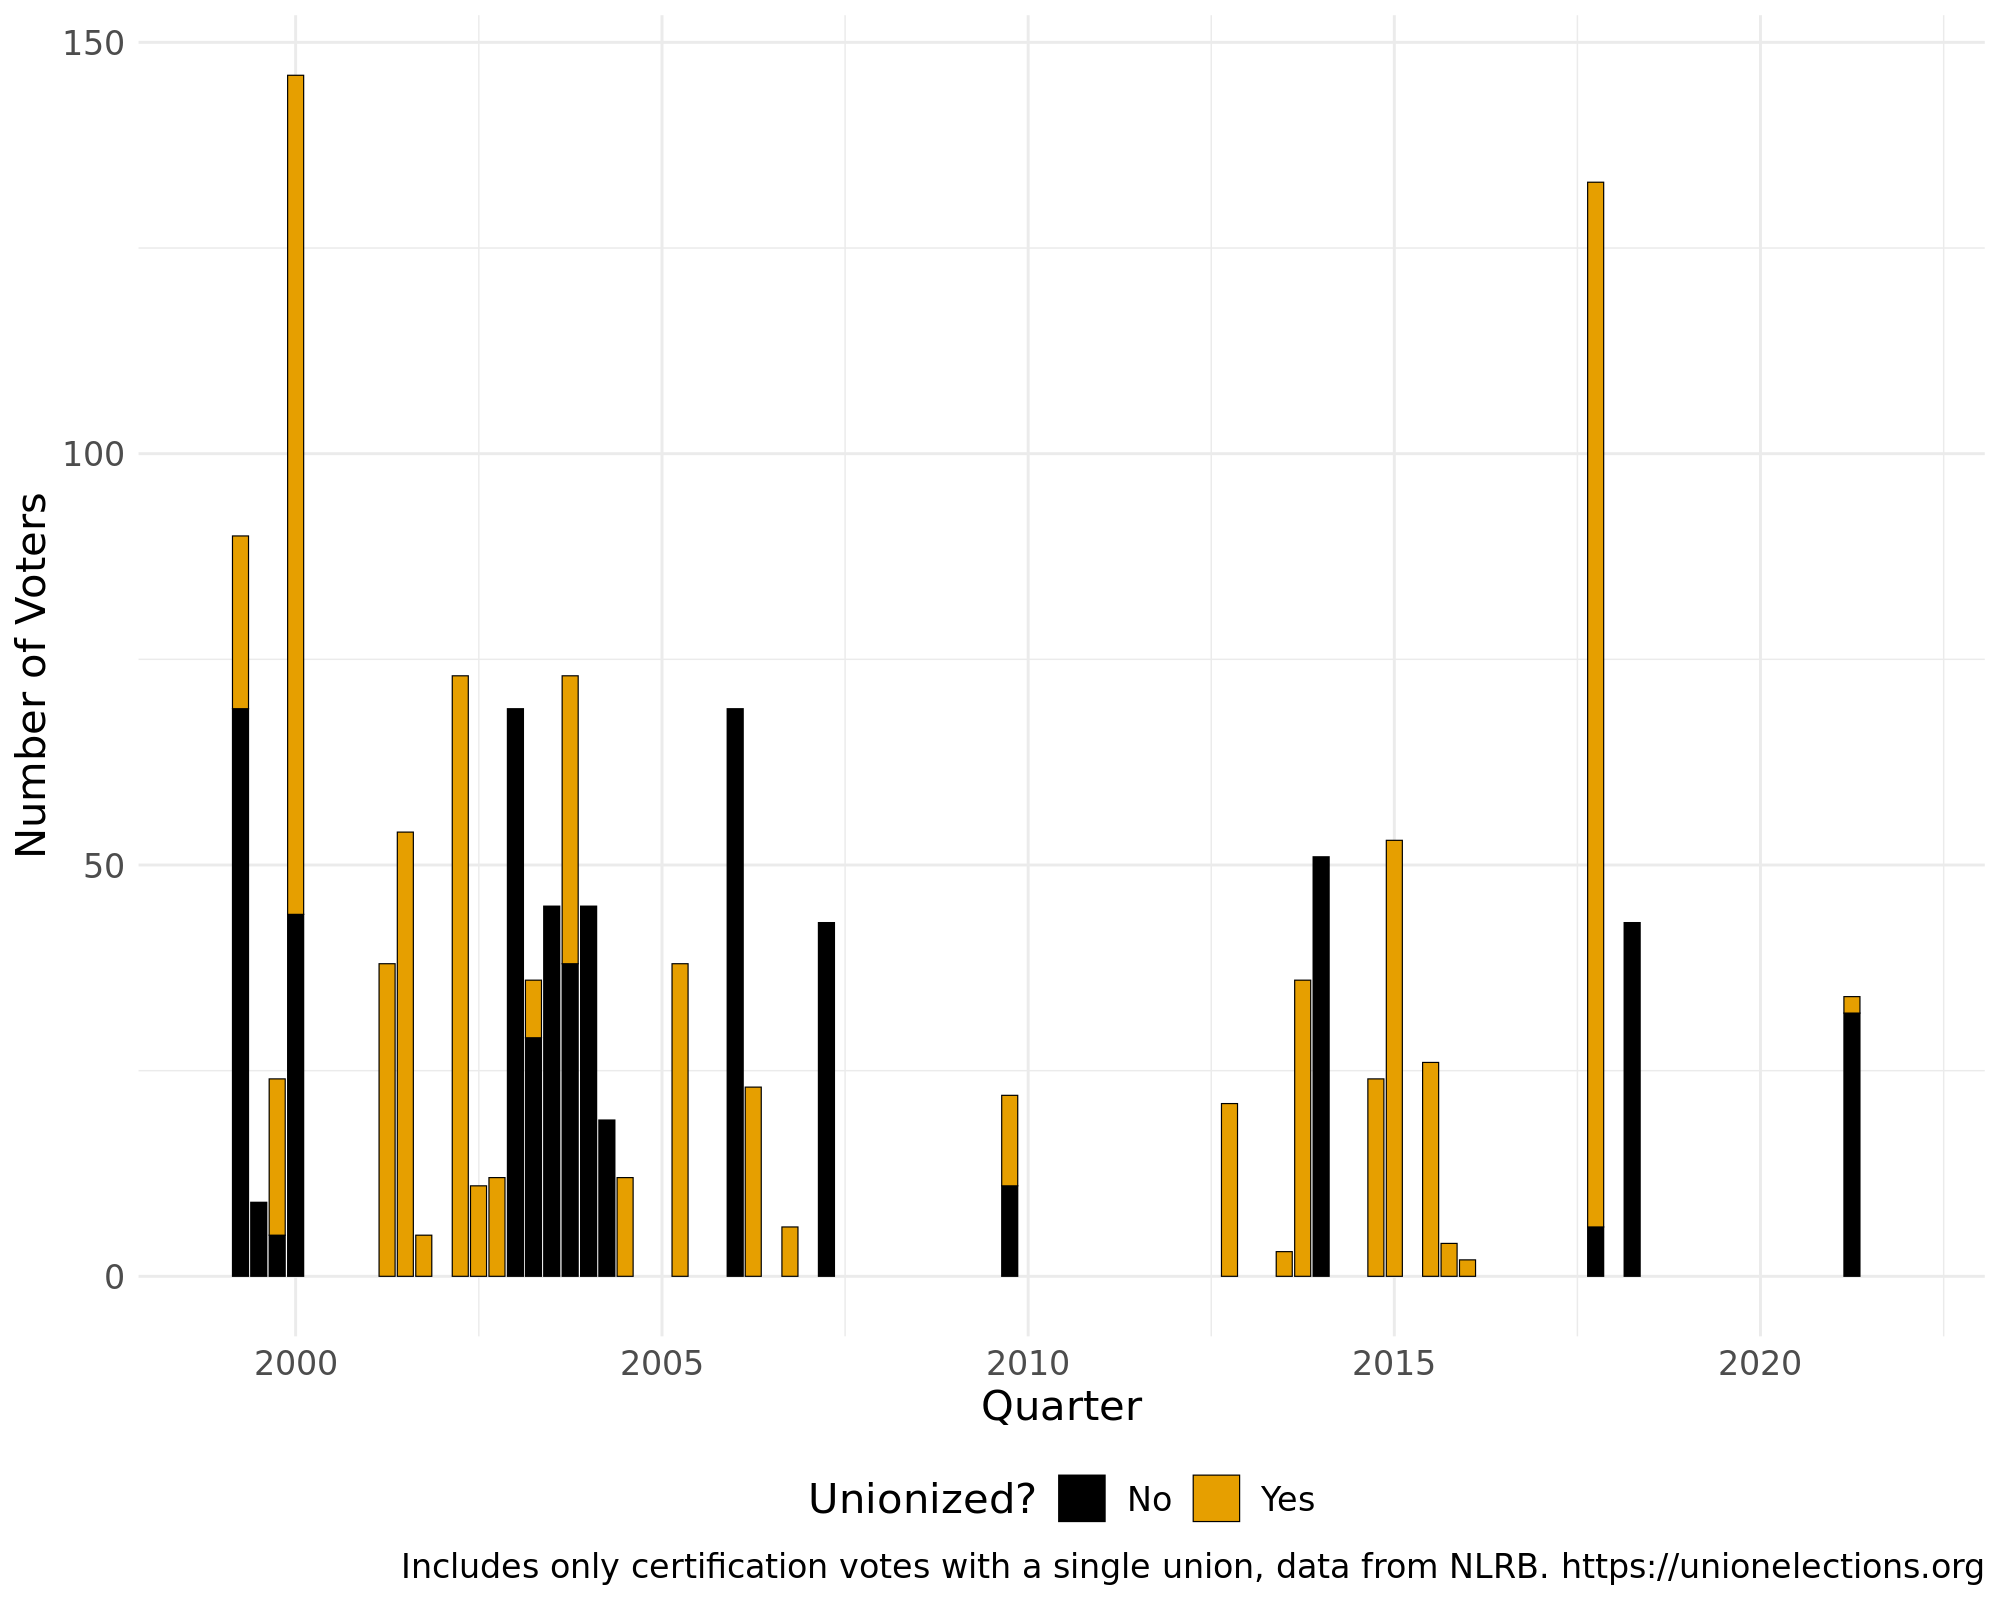 150
100
50
0
Number of Voters
2000 2005 2010 2015 2020
Quarter
Unionized? No Yes
Includes only certification votes with a single union, data from NLRB. https://unionelections.org